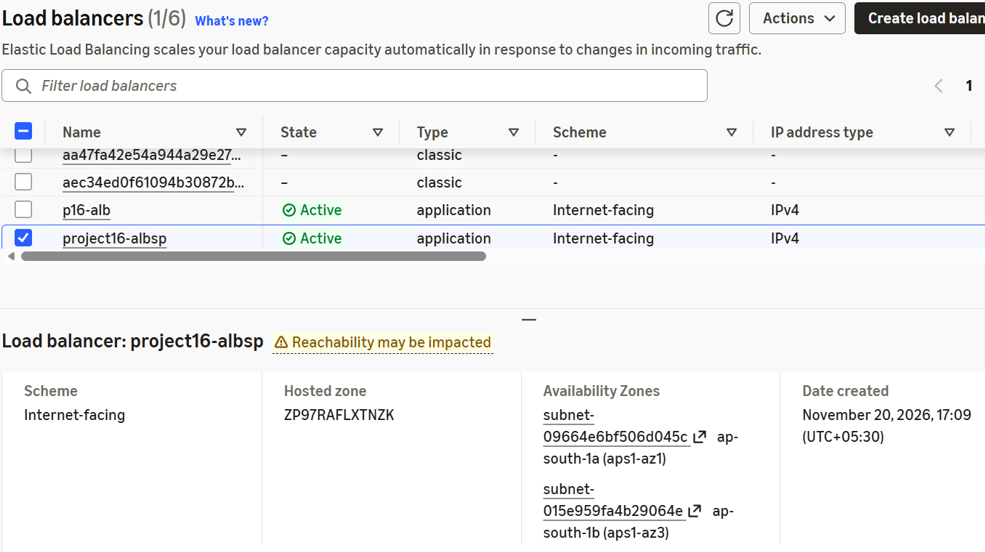 Load balancers (1/6) What's new? Actions Create load balan
Elastic Load Balancing scales your load balancer capacity automatically in response to changes in incoming traffic.
Filter load balancers 1
Name State Type Scheme IP address type
aa47fa42e54a944a29e27... – classic - -
aec34ed0f61094b30872b... – classic - -
p16-alb Active application Internet-facing IPv4
project16-albsp Active application Internet-facing IPv4
Load balancer: project16-albsp Reachability may be impacted
Scheme Hosted zone Availability Zones Date created
Internet-facing ZP97RAFLXTNZK subnet- November 20, 2026, 17:09
09664e6bf506d045c ap- (UTC+05:30)
south-1a (aps1-az1)
subnet-
015e959fa4b29064e ap-
south-1b (aps1-az3)